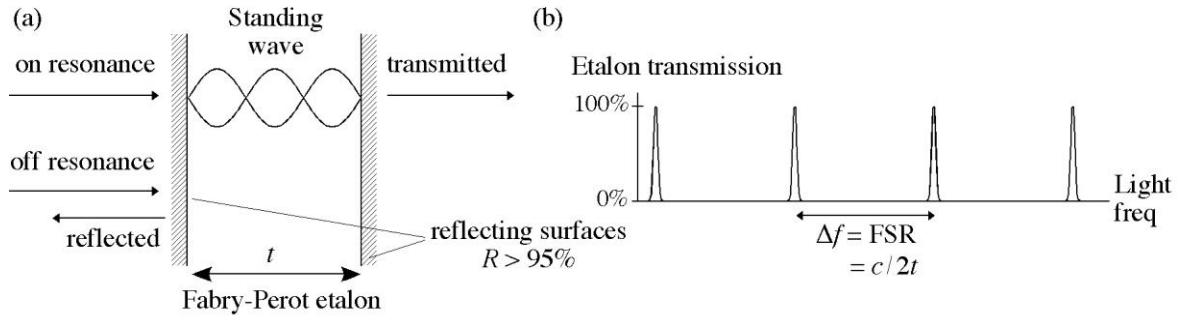 (a)
Standing
wave
on resonance
transmitted
off resonance
reflected
reflecting surfaces
R > 95%
t
Fabry-Perot etalon
(b)
Etalon transmission
100%
0%
Light
freq
Δf = FSR
= c/2t